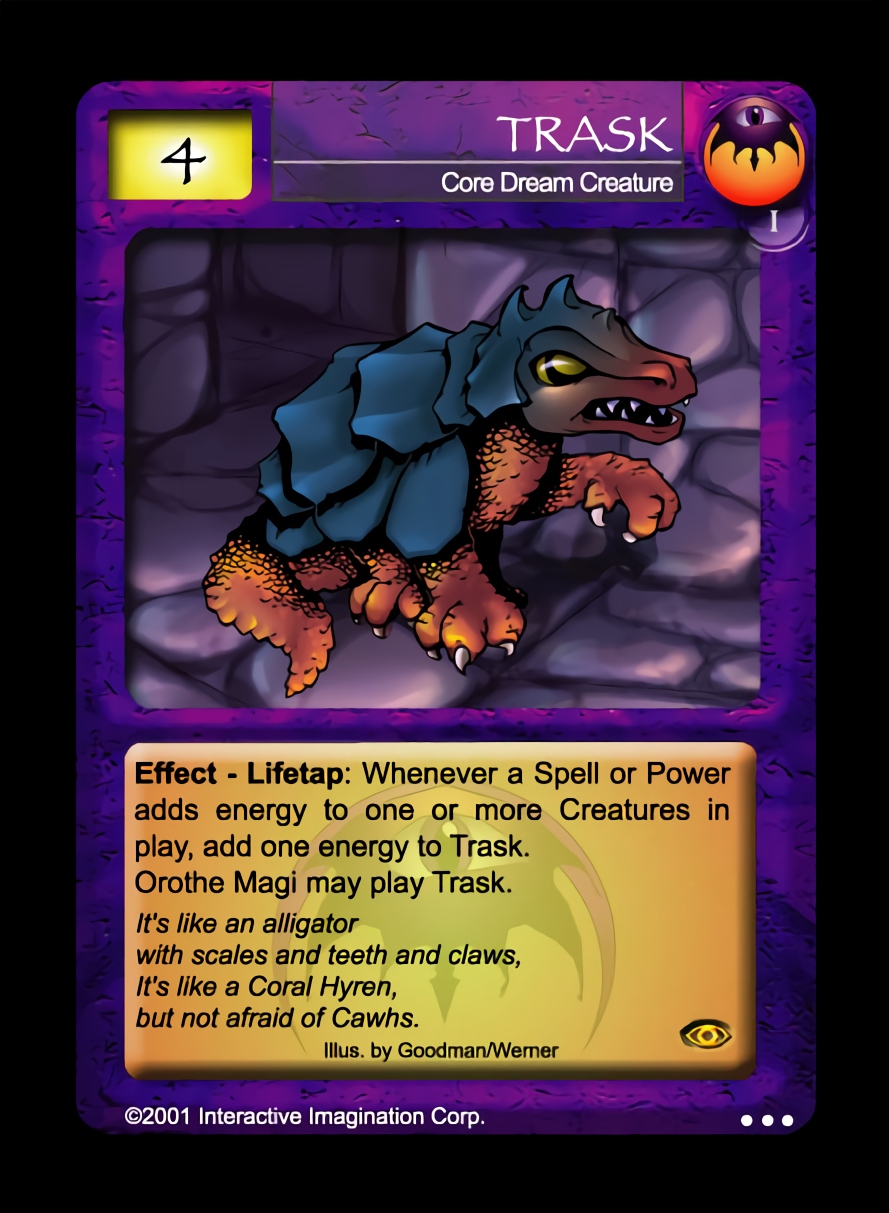 4
TRASK
Core Dream Creature
I
Effect - Lifetap: Whenever a Spell or Power
adds energy to one or more Creatures in
play, add one energy to Trask.
Orothe Magi may play Trask.
It's like an alligator
with scales and teeth and claws,
It's like a Coral Hyren,
but not afraid of Cawhs.
Illus. by Goodman/Werner
©2001 Interactive Imagination Corp.